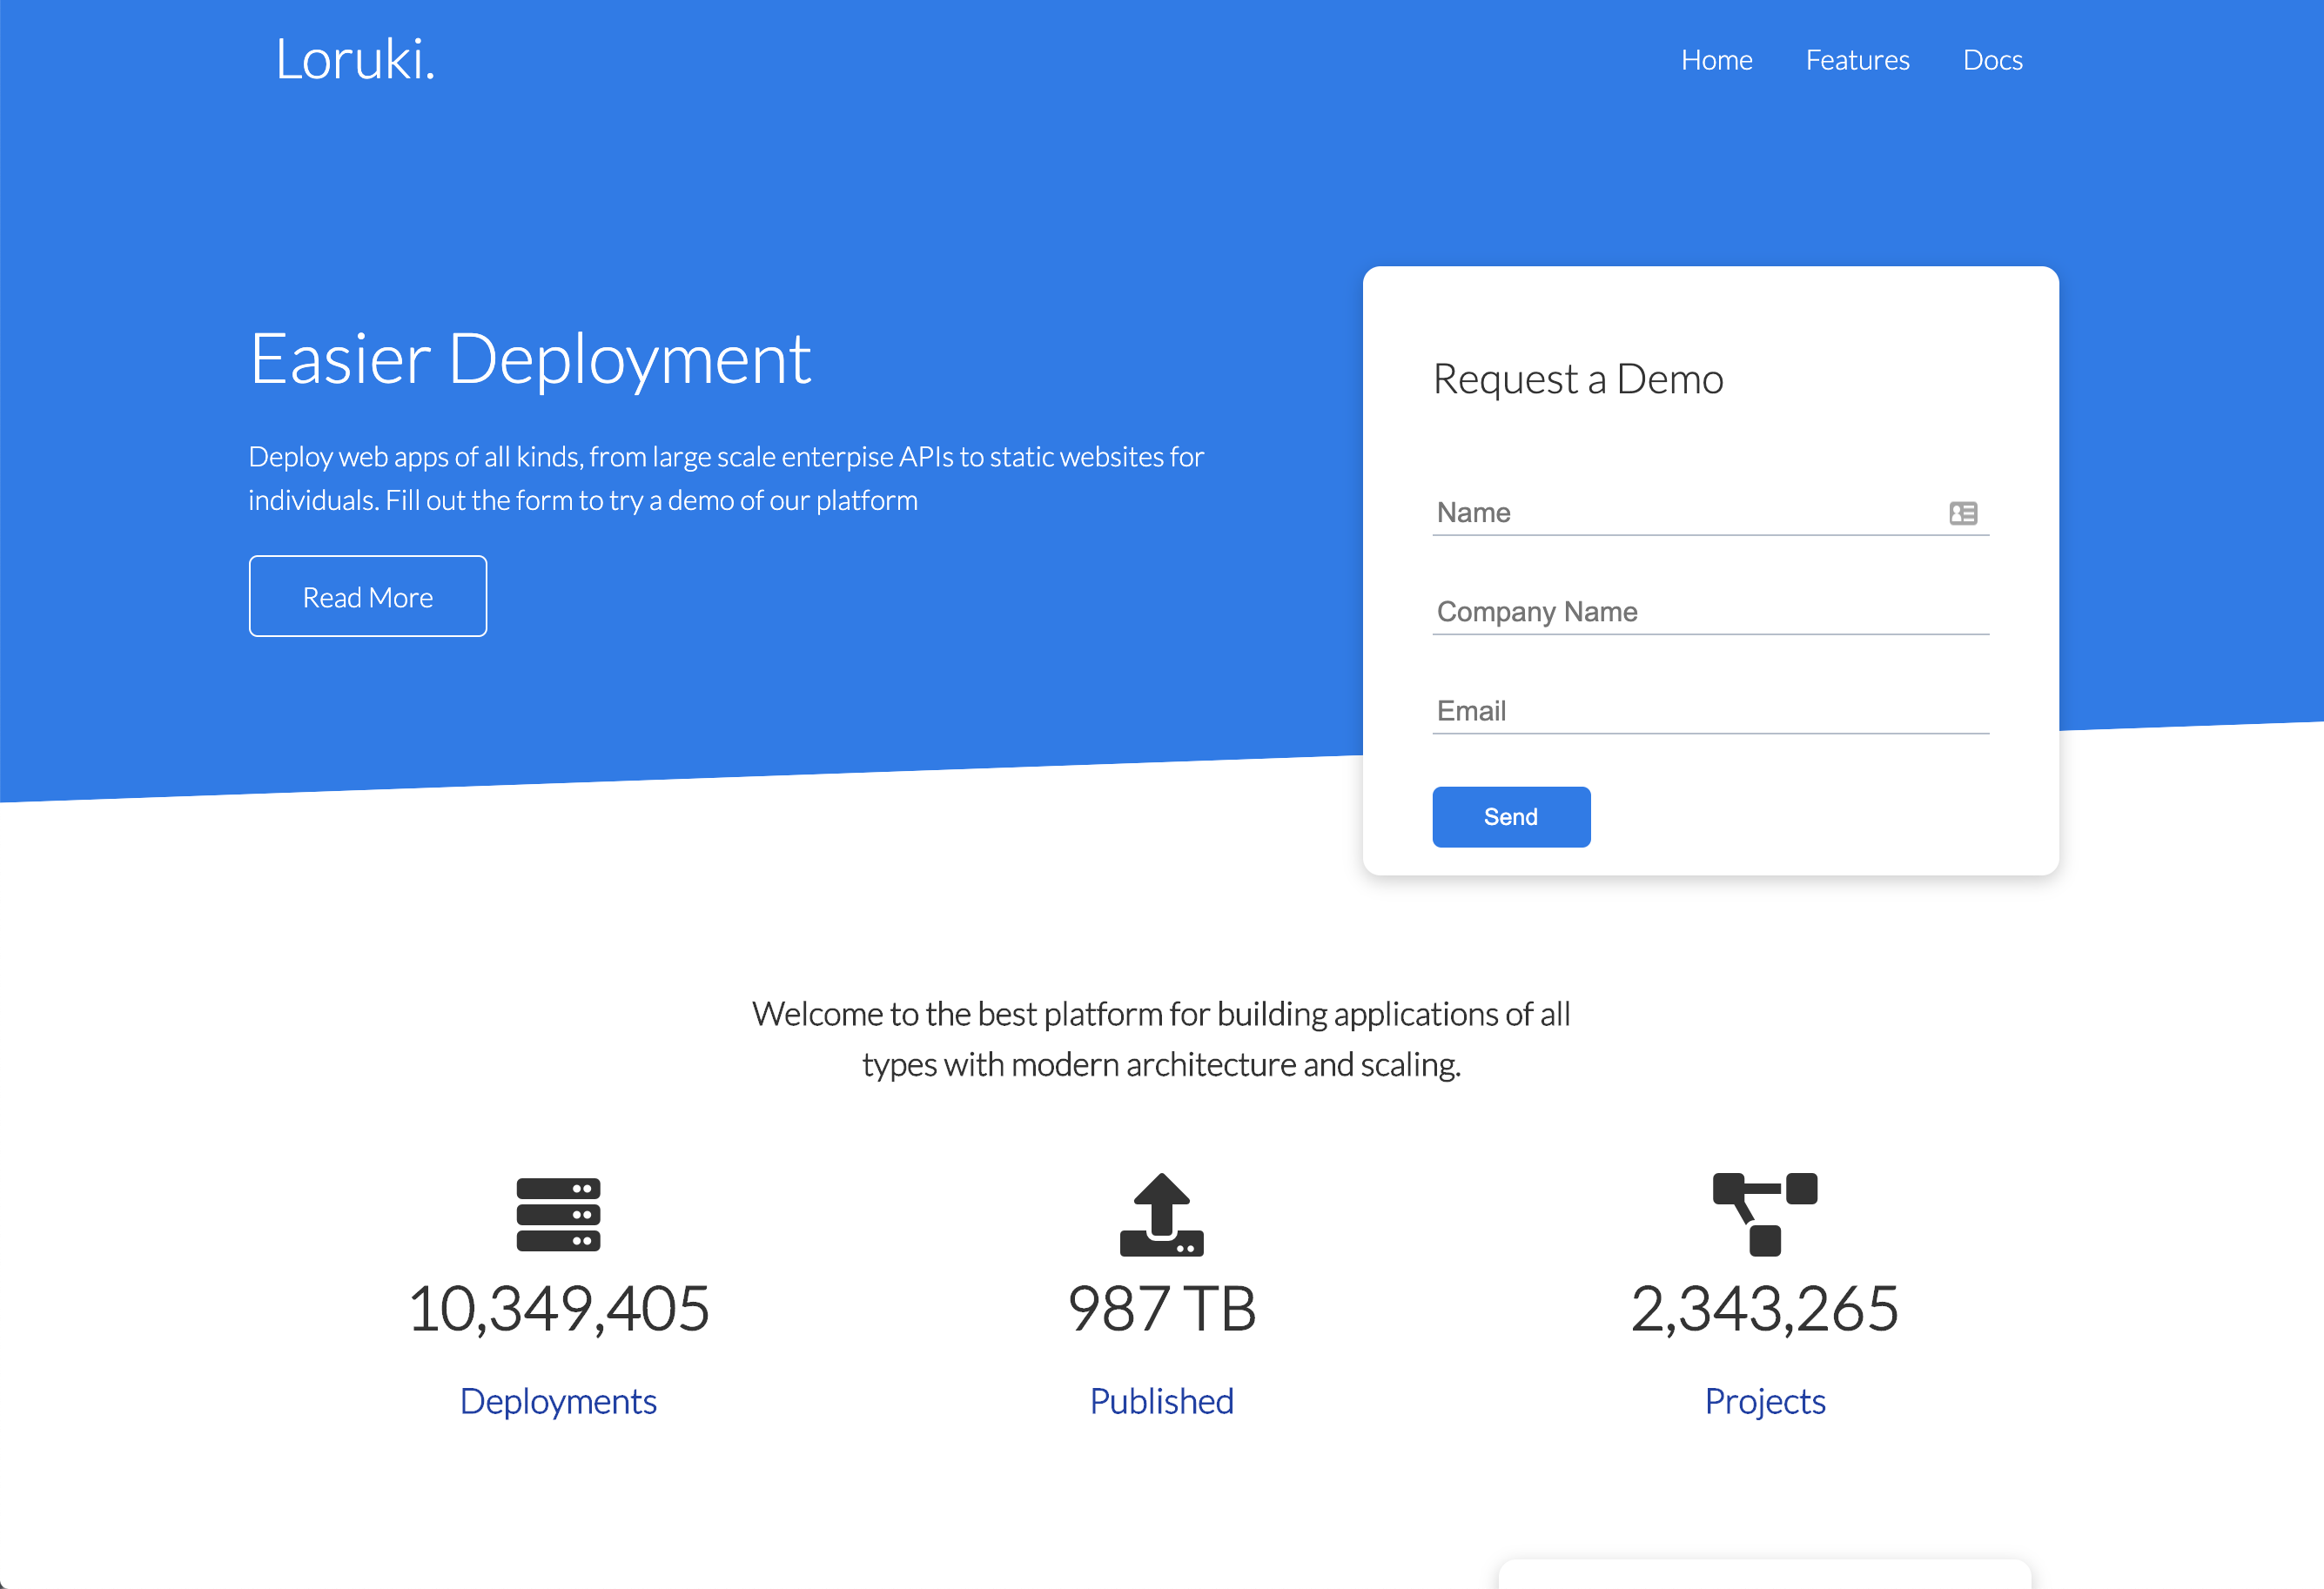 Loruki.
Home
Features
Docs
Easier Deployment
Deploy web apps of all kinds, from large scale enterpise APIs to static websites for
individuals. Fill out the form to try a demo of our platform
Read More
Request a Demo
Name
Company Name
Email
Send
Welcome to the best platform for building applications of all
types with modern architecture and scaling.
10,349,405
Deployments
987 TB
Published
2,343,265
Projects